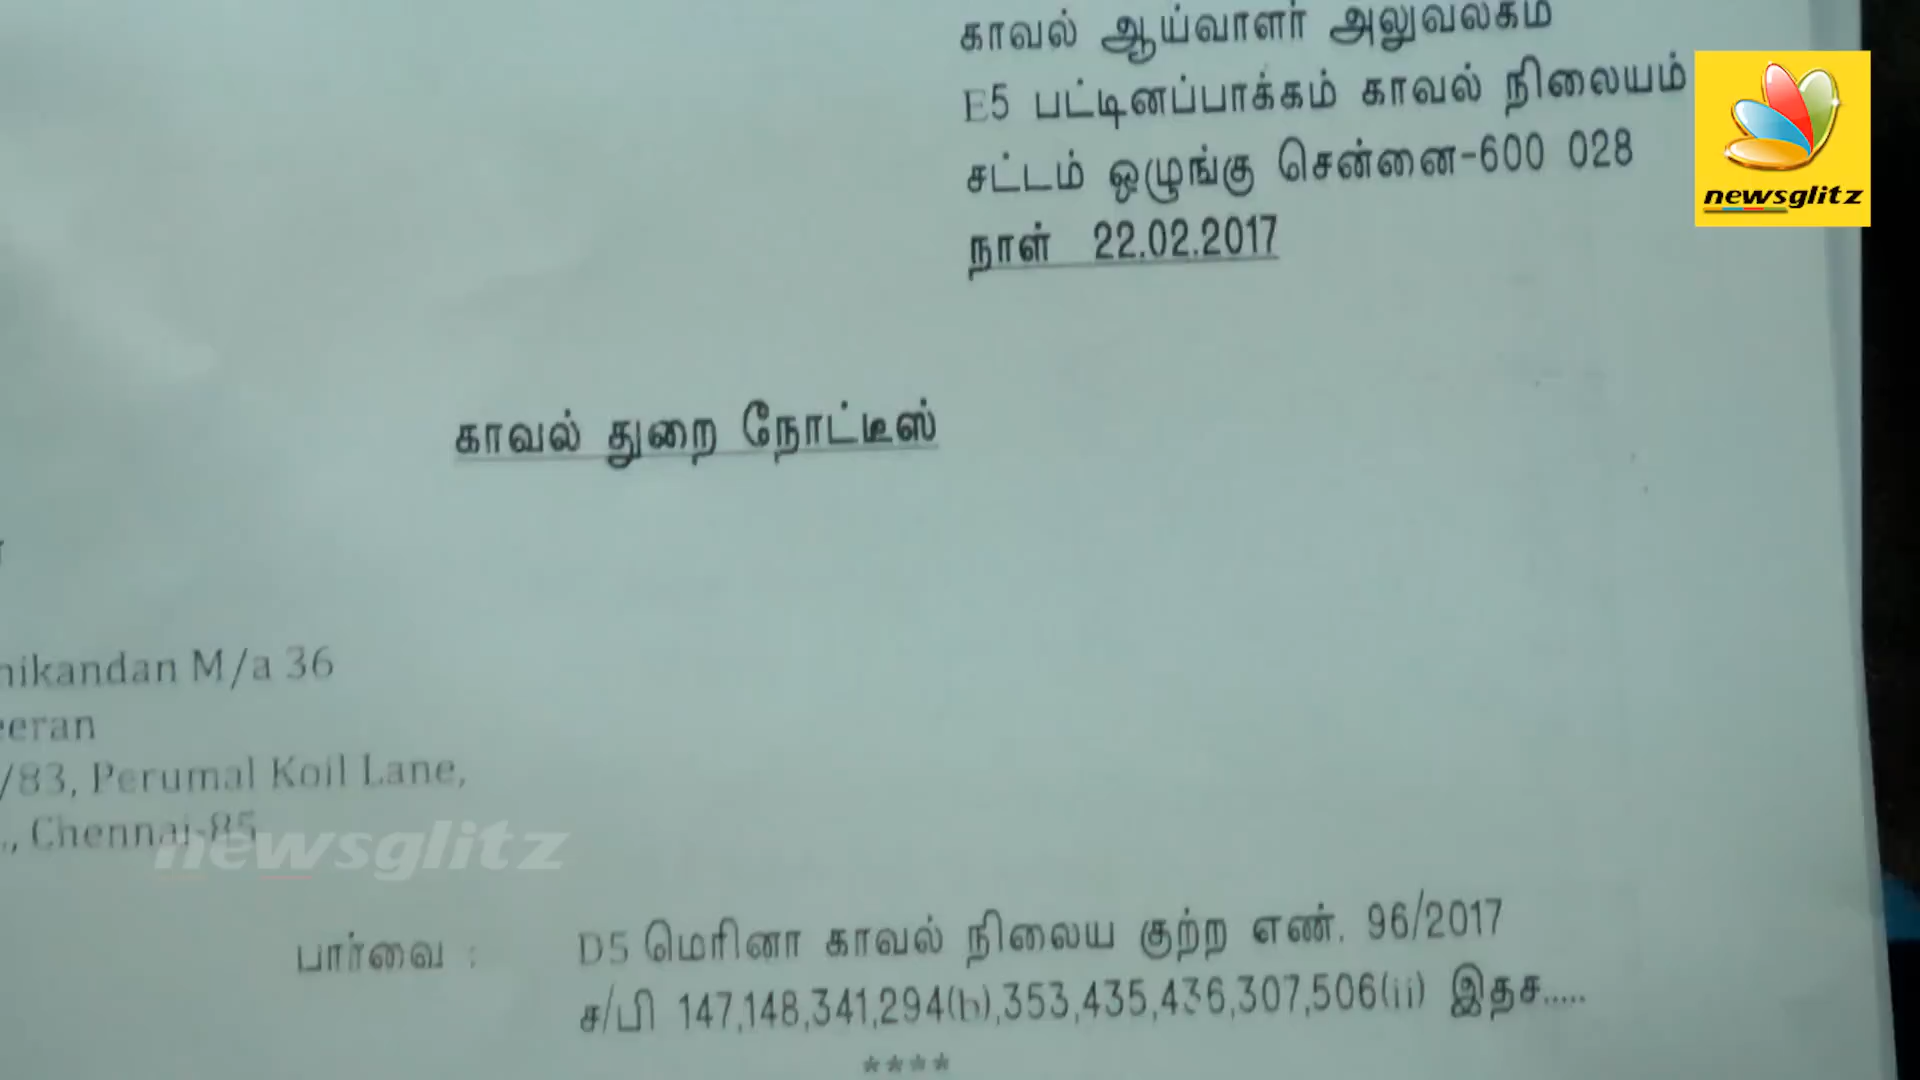 காவல் ஆய்வாளர் அலுவலகம்
E5 பட்டினப்பாக்கம் காவல் நிலையம்
சட்டம் ஒழுங்கு சென்னை-600 028
நாள் 22.02.2017
newsglitz
காவல் துறை நோட்டீஸ்
nikandan M/a 36
eeran
/83, Perumal Koil Lane,
., Chennai-85
newsglitz
பார்வை : D5 மெரினா காவல் நிலைய குற்ற எண். 96/2017
ச/பி 147,148,341,294(b),353,435,436,307,506(ii) இதச.....
****